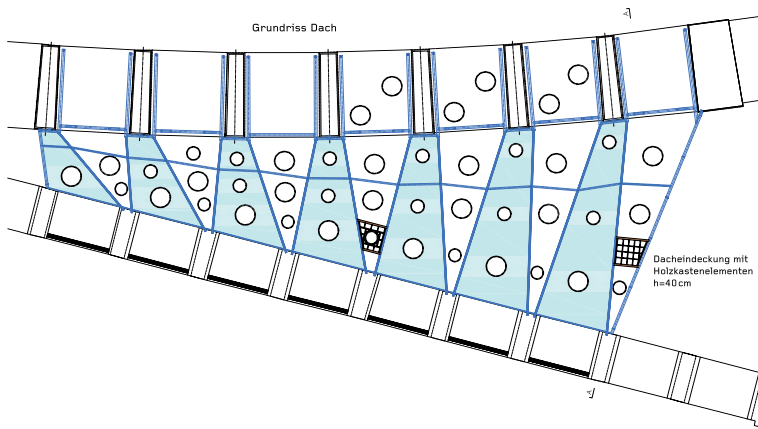 A
Grundriss Dach
Dacheindeckung mit
Holzkastenelementen
h=40cm
A